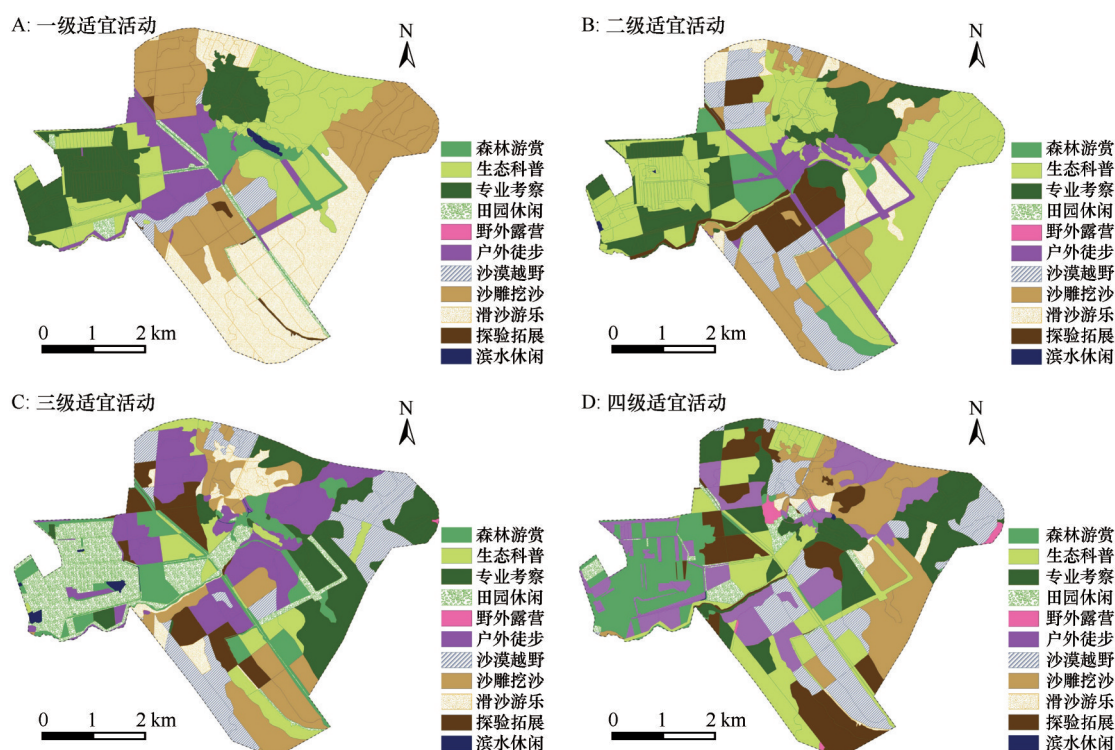 A: 一级适宜活动
N
森林游赏
生态科普
专业考察
田园休闲
野外露营
户外徒步
沙漠越野
沙雕挖沙
滑沙游乐
探险拓展
滨水休闲
0 1 2 km
B: 二级适宜活动
N
森林游赏
生态科普
专业考察
田园休闲
野外露营
户外徒步
沙漠越野
沙雕挖沙
滑沙游乐
探险拓展
滨水休闲
0 1 2 km
C: 三级适宜活动
N
森林游赏
生态科普
专业考察
田园休闲
野外露营
户外徒步
沙漠越野
沙雕挖沙
滑沙游乐
探险拓展
滨水休闲
0 1 2 km
D: 四级适宜活动
N
森林游赏
生态科普
专业考察
田园休闲
野外露营
户外徒步
沙漠越野
沙雕挖沙
滑沙游乐
探险拓展
滨水休闲
0 1 2 km